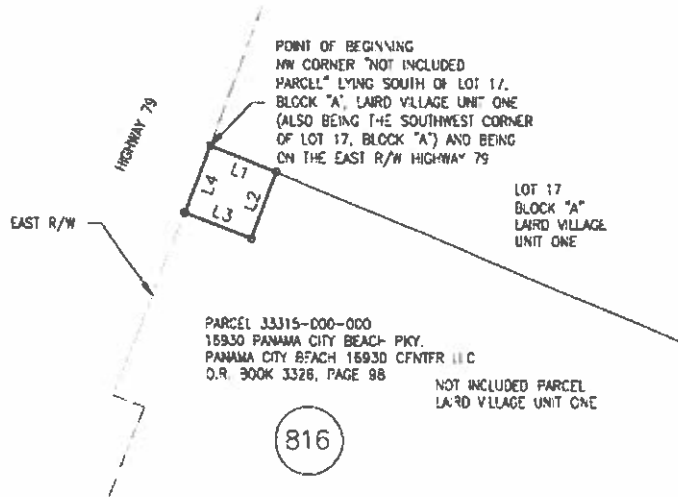 POINT OF BEGINNING
NW CORNER "NOT INCLUDED
PARCEL" LYING SOUTH OF LOT 17,
BLOCK "A", LAIRD VILLAGE UNIT ONE
(ALSO BEING THE SOUTHWEST CORNER
OF LOT 17, BLOCK "A") AND BEING
ON THE EAST R/W HIGHWAY 79
HIGHWAY 79
L1
L4
L2
L3
LOT 17
BLOCK "A"
LAIRD VILLAGE
UNIT ONE
EAST R/W
PARCEL 33315-000-000
16930 PANAMA CITY BEACH PKY.
PANAMA CITY BEACH 16930 CENTER LLC
O.R. BOOK 3326, PAGE 98
NOT INCLUDED PARCEL
LAIRD VILLAGE UNIT ONE
816